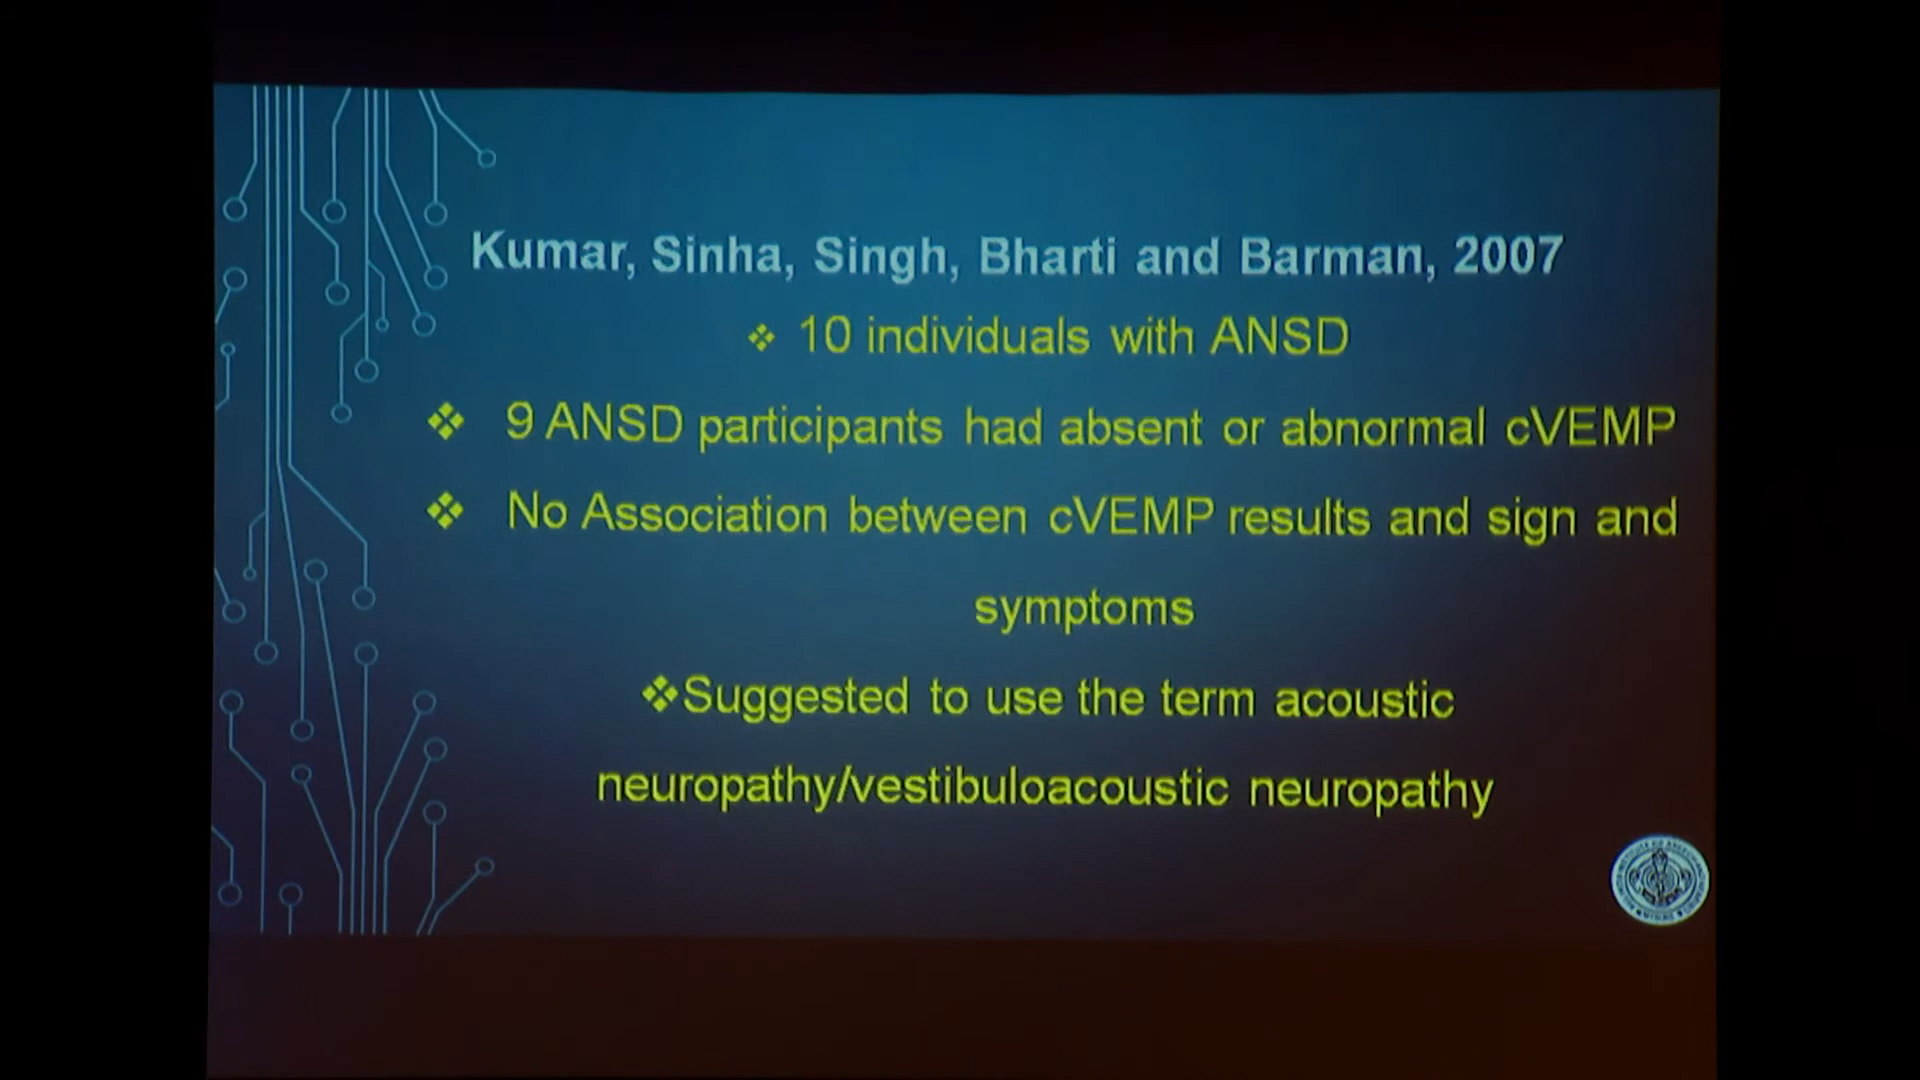 Kumar, Sinha, Singh, Bharti and Barman, 2007
❖ 10 individuals with ANSD
❖ 9 ANSD participants had absent or abnormal cVEMP
❖ No Association between cVEMP results and sign and
symptoms
❖Suggested to use the term acoustic
neuropathy/vestibuloacoustic neuropathy